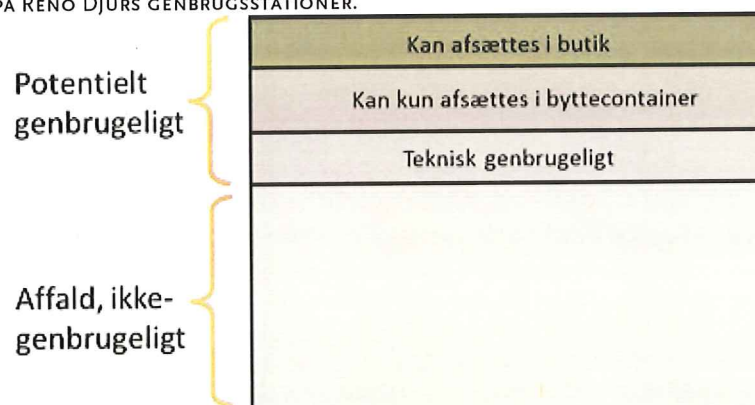 PÅ RENO DJURS GENBRUGSSTATIONER.
Potentielt
genbrugeligt
Kan afsættes i butik
Kan kun afsættes i byttecontainer
Teknisk genbrugeligt
Affald, ikke-
genbrugeligt